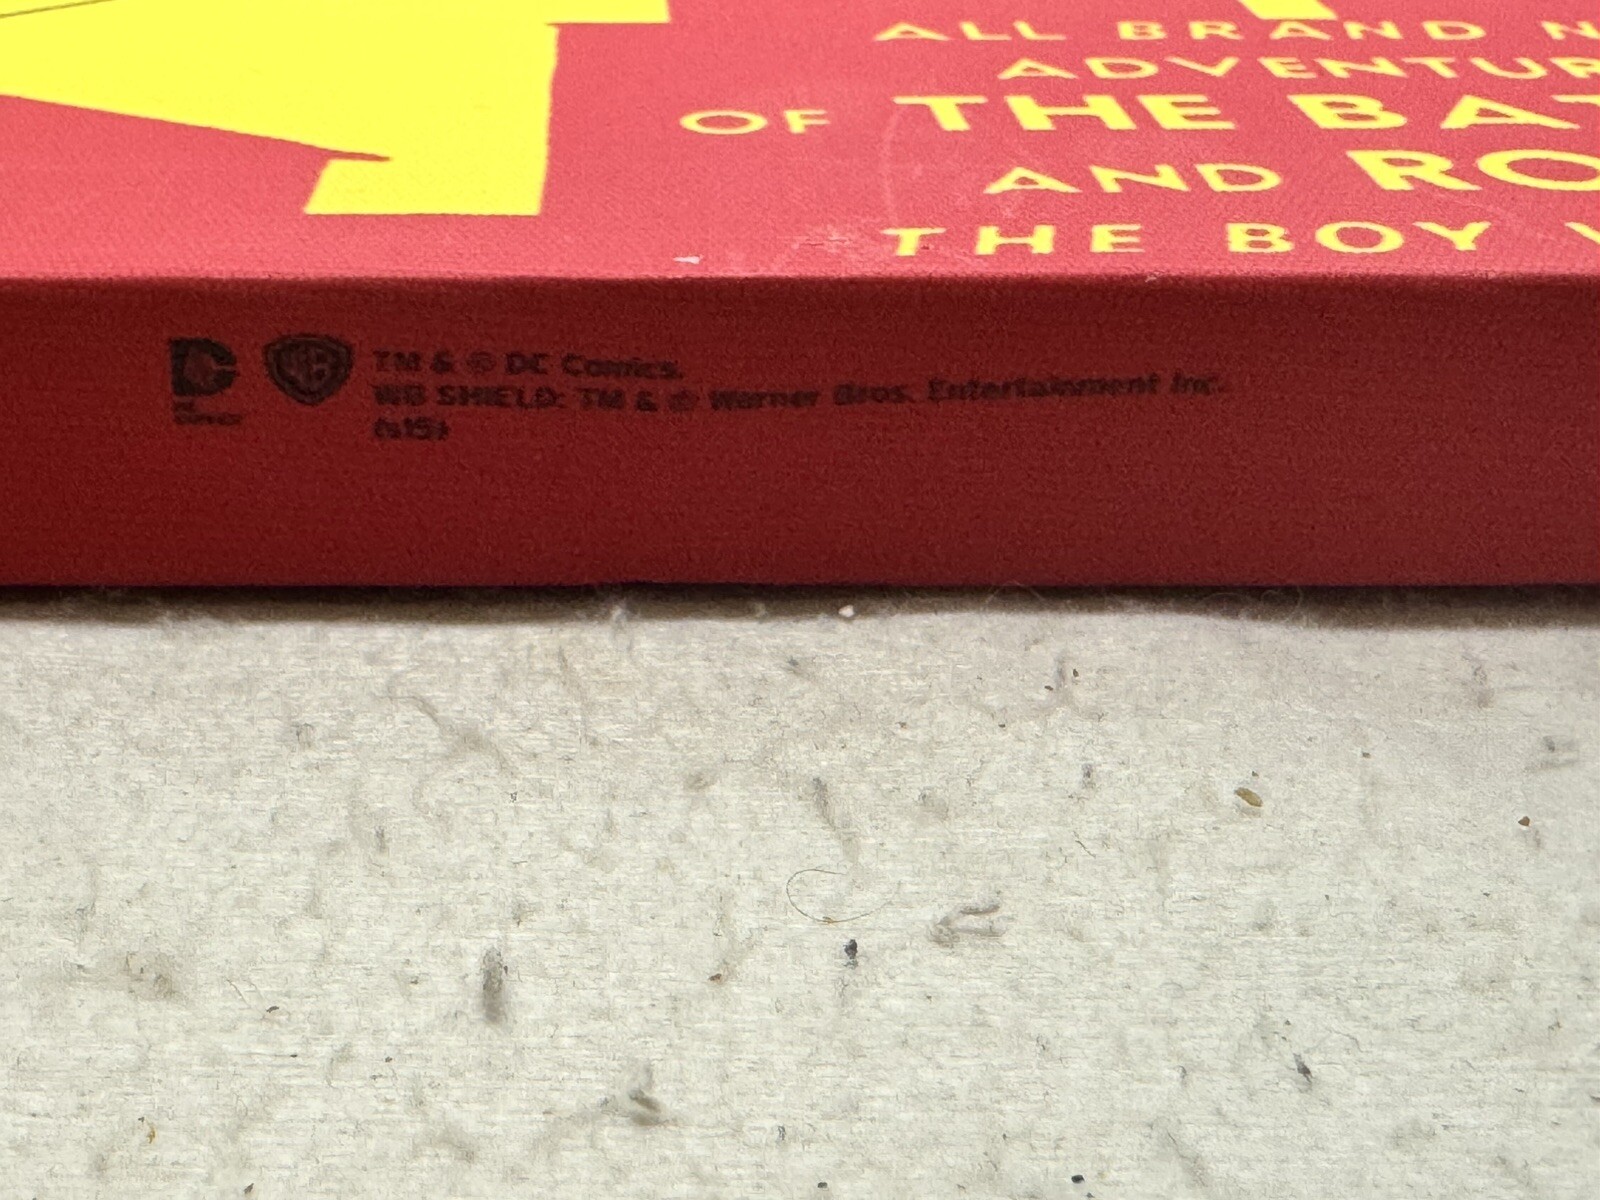 ALL BRAND N
ADVENTUR
OF THE BAT
AND RO
THE BOY
TM & © DC Comics.
WB SHIELD: TM & © Warner Bros. Entertainment Inc.
(s15)